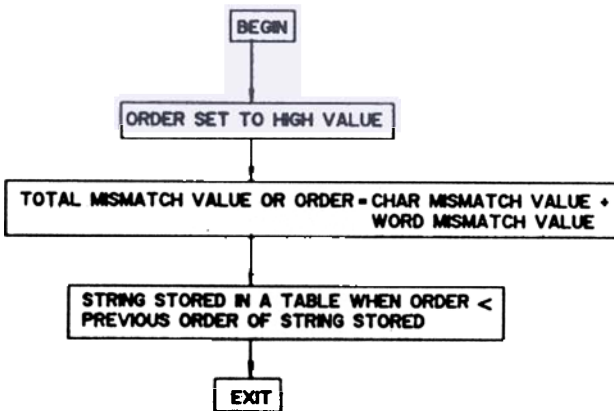 BEGIN
ORDER SET TO HIGH VALUE
TOTAL MISMATCH VALUE OR ORDER = CHAR MISMATCH VALUE +
WORD MISMATCH VALUE
STRING STORED IN A TABLE WHEN ORDER <
PREVIOUS ORDER OF STRING STORED
EXIT